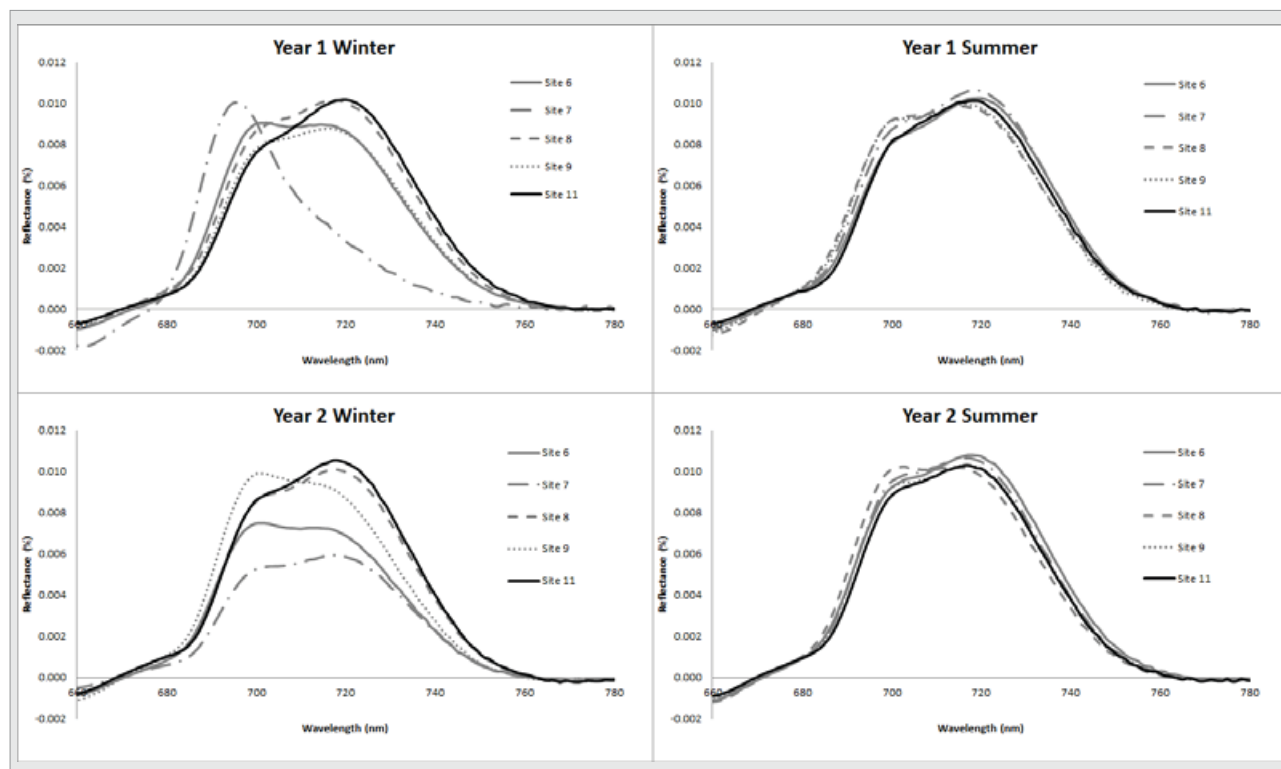 Year 1 Winter
0.012
0.010
0.008
0.006
0.004
0.002
0.000
-0.002
Reflectance (%)
660 680 700 720 740 760 780
Wavelength (nm)
Site 6
Site 7
Site 8
Site 9
Site 11
Year 1 Summer
0.012
0.010
0.008
0.006
0.004
0.002
0.000
-0.002
Reflectance (%)
660 680 700 720 740 760 780
Wavelength (nm)
Site 6
Site 7
Site 8
Site 9
Site 11
Year 2 Winter
0.012
0.010
0.008
0.006
0.004
0.002
0.000
-0.002
Reflectance (%)
660 680 700 720 740 760 780
Wavelength (nm)
Site 6
Site 7
Site 8
Site 9
Site 11
Year 2 Summer
0.012
0.010
0.008
0.006
0.004
0.002
0.000
-0.002
Reflectance (%)
660 680 700 720 740 760 780
Wavelength (nm)
Site 6
Site 7
Site 8
Site 9
Site 11